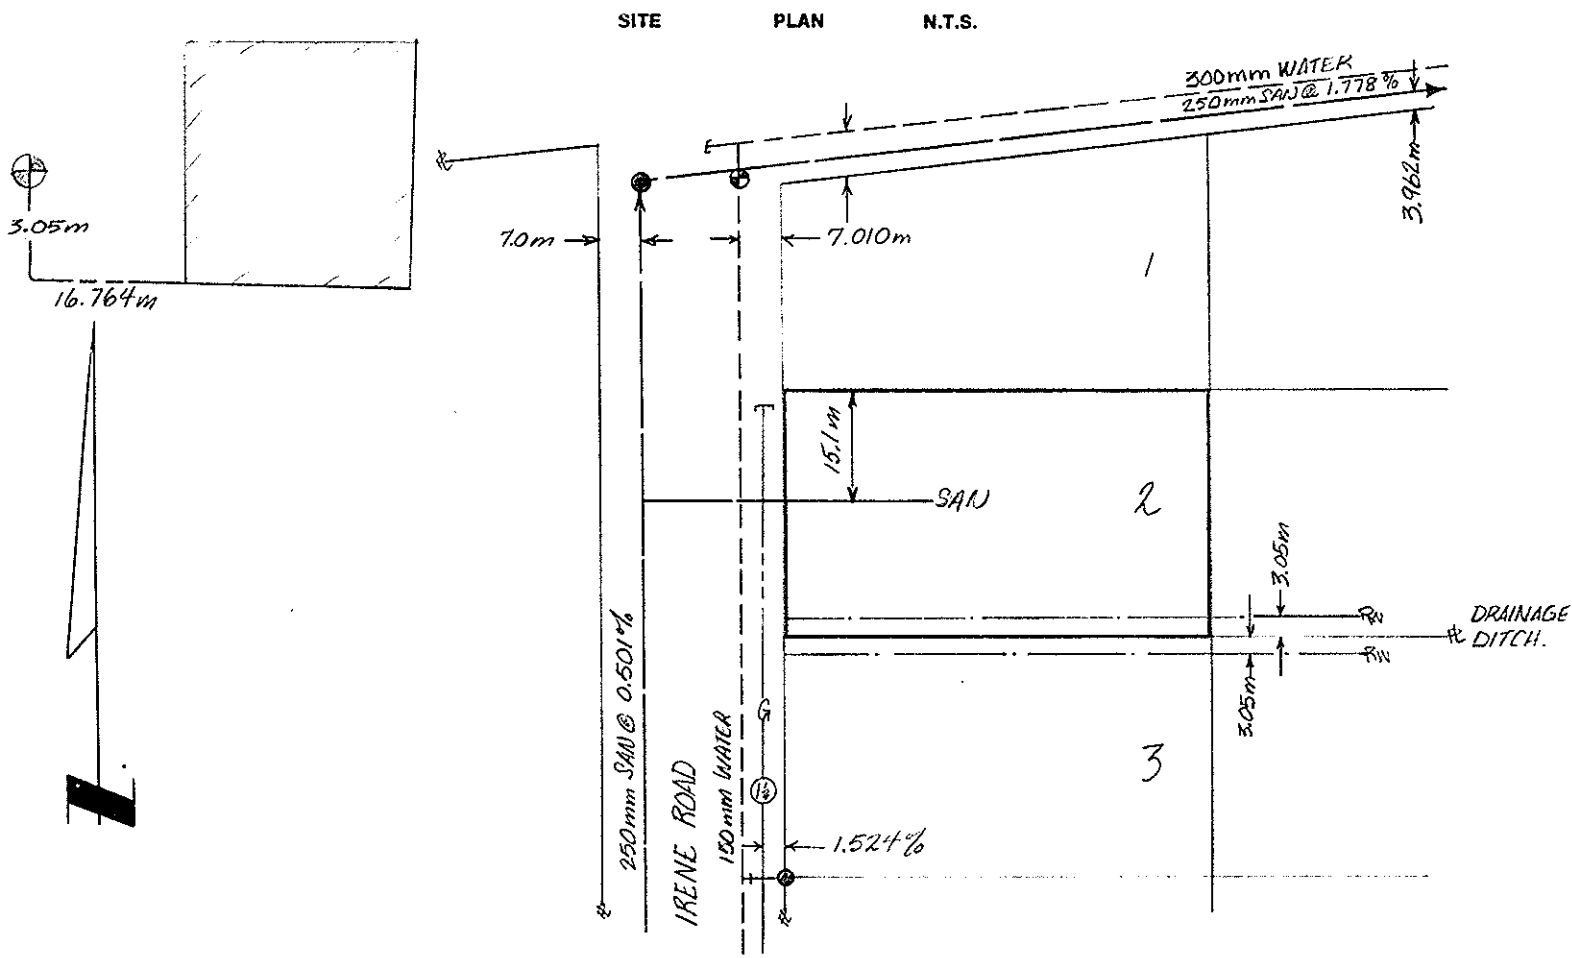 SITE PLAN N.T.S.
300mm WATER
250mm SAN @ 1.778%
3.962m
3.05m
16.764m
7.0m
7.010m
1
15.1m
SAN
2
3.05m
R/W
DRAINAGE
DITCH.
R/W
3.05m
250mm SAN @ 0.501%
IRENE ROAD
150mm WATER
G
3
1.524%